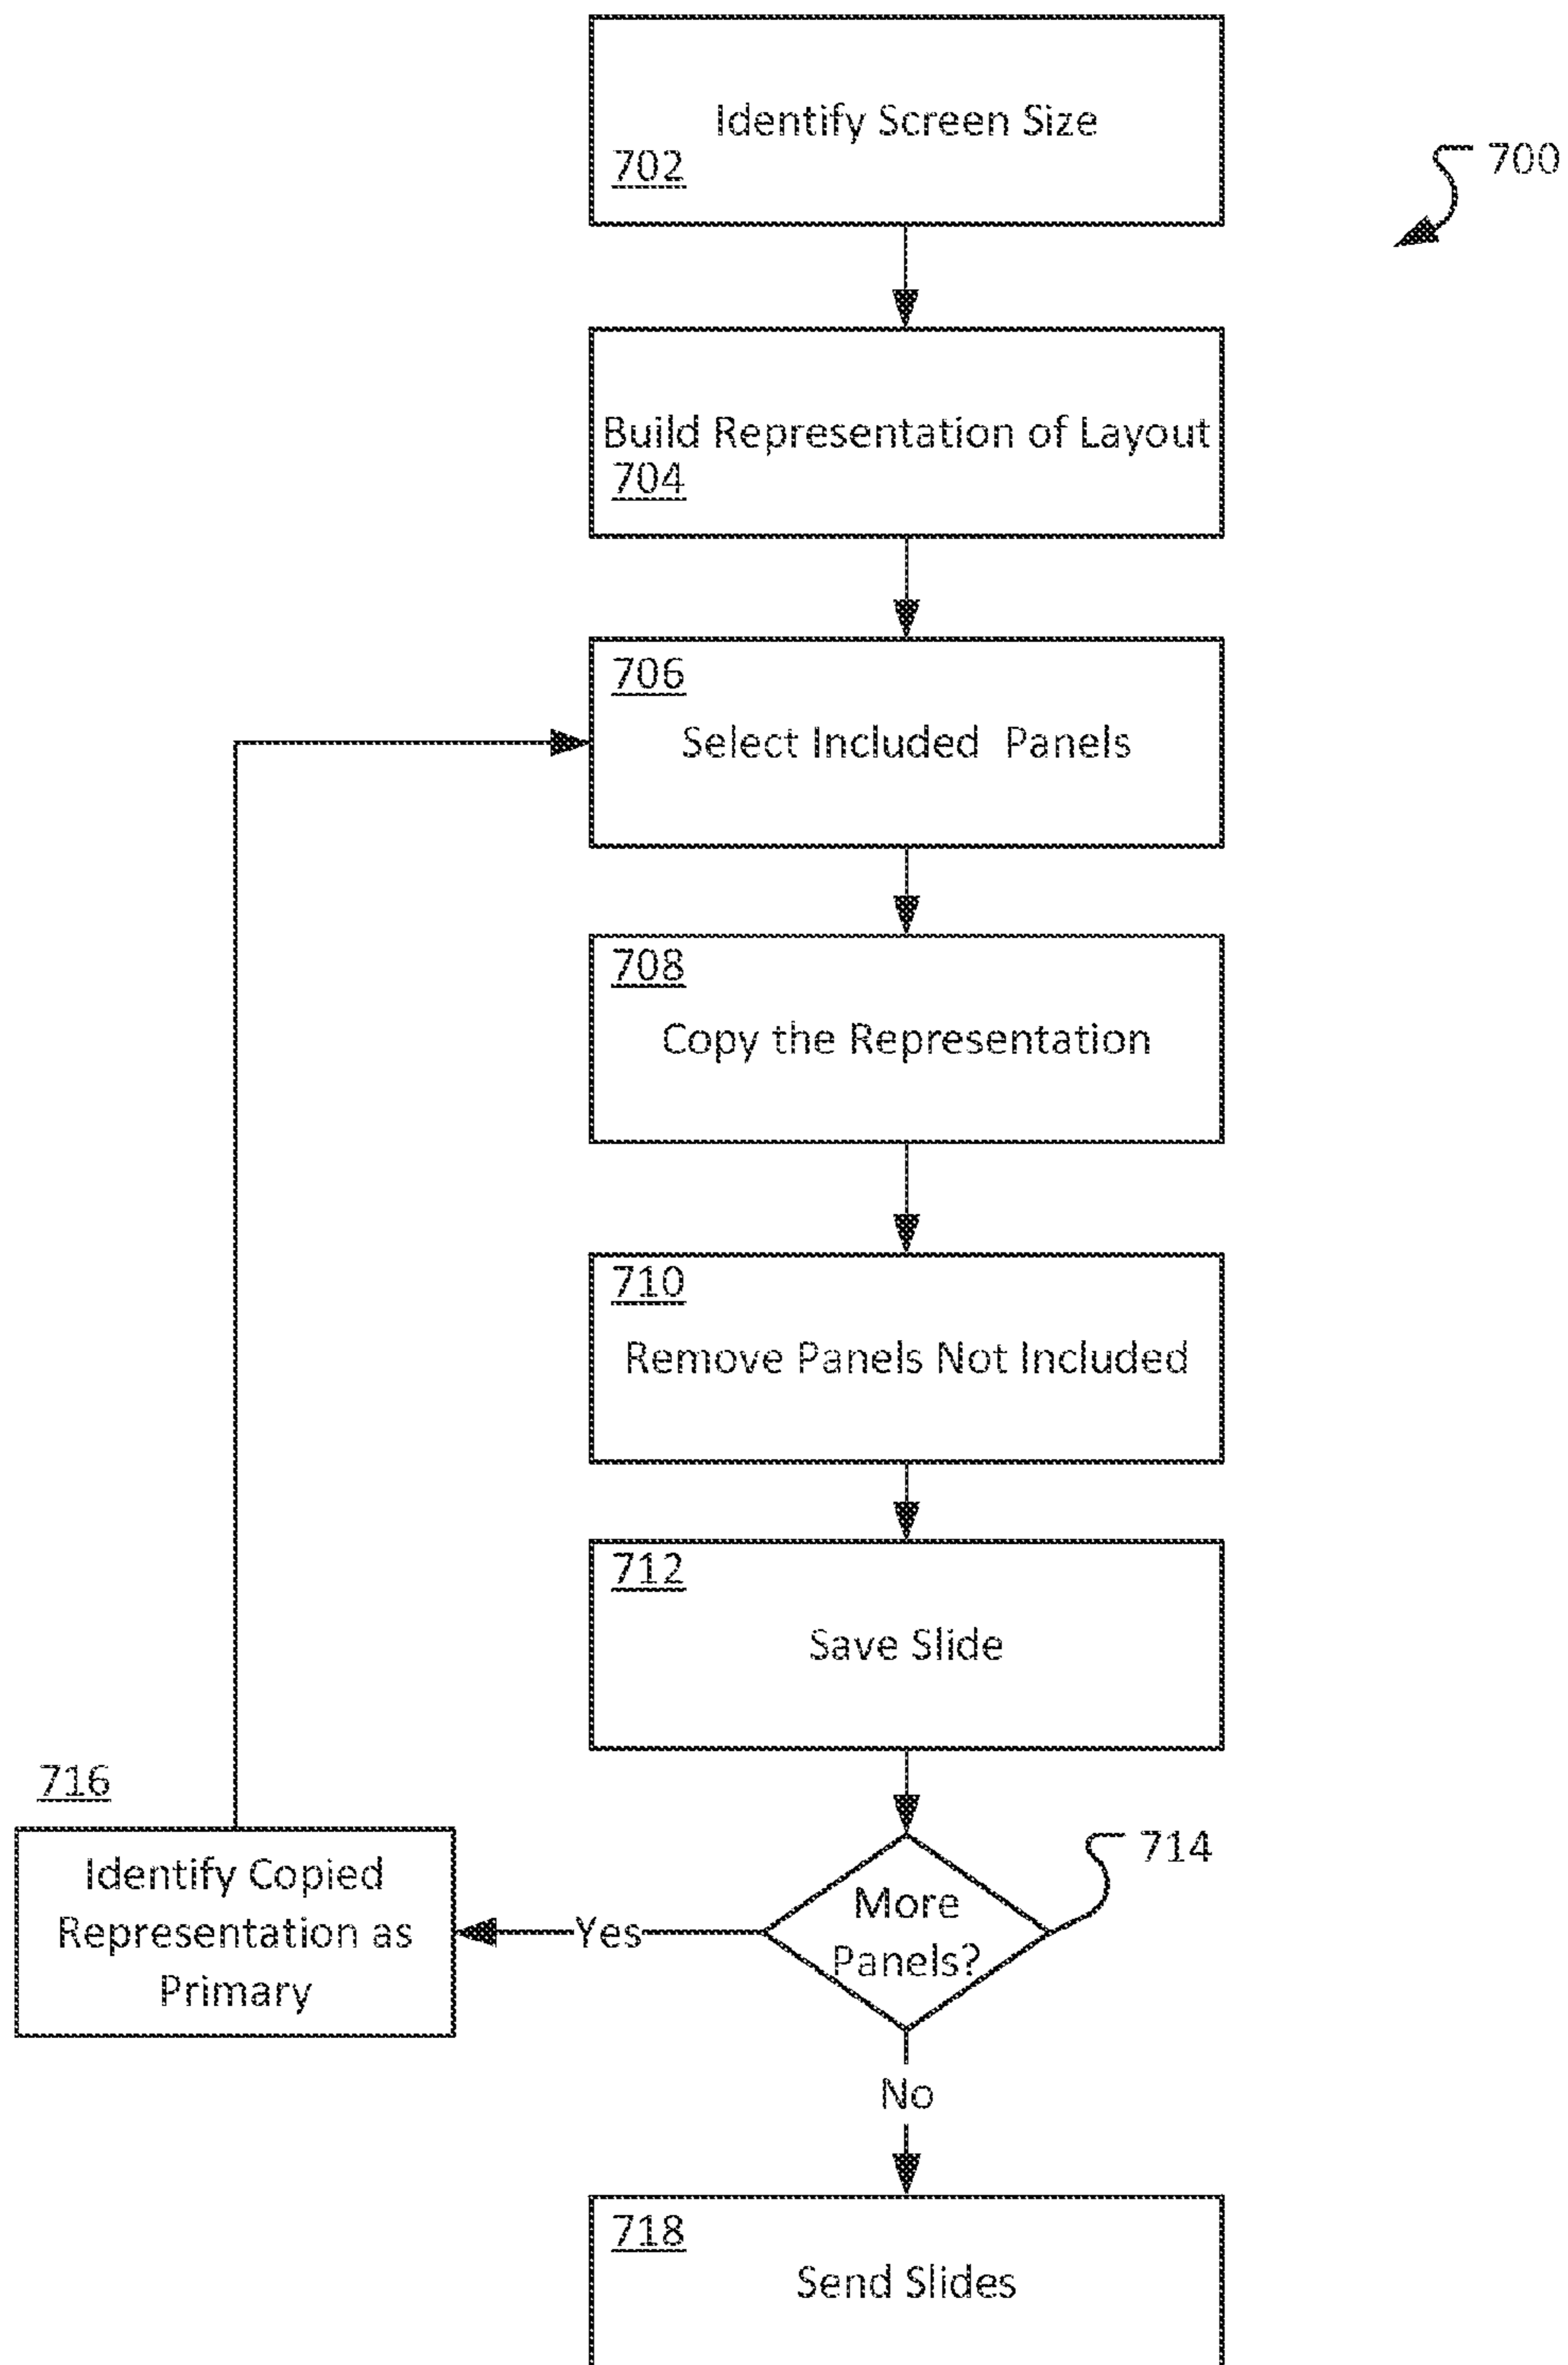 Identify Screen Size
702
700
Build Representation of Layout
704
706
Select Included Panels
708
Copy the Representation
710
Remove Panels Not Included
712
Save Slide
716
Identify Copied
Representation as
Primary
Yes
More
Panels?
714
No
718
Send Slides